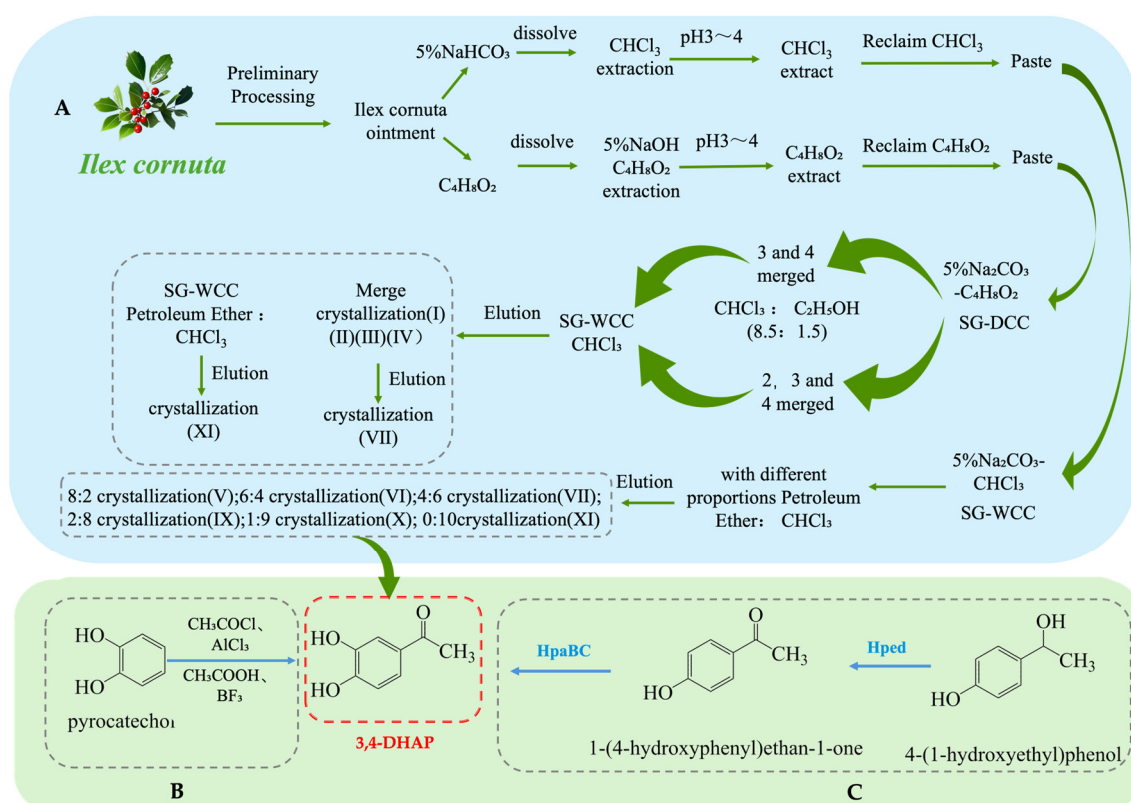 A
Ilex cornuta
Preliminary
Processing
Ilex cornuta
ointment
5%NaHCO₃
dissolve
CHCl₃
extraction
pH3～4
CHCl₃
extract
Reclaim CHCl₃
Paste
C₄H₈O₂
dissolve
5%NaOH
C₄H₈O₂
extraction
pH3～4
C₄H₈O₂
extract
Reclaim C₄H₈O₂
Paste
5%Na₂CO₃
-C₄H₈O₂
SG-DCC
3 and 4
merged
CHCl₃ : C₂H₅OH
(8.5: 1.5)
2, 3 and
4 merged
SG-WCC
CHCl₃
Elution
Merge
crystallization(I)
(II)(III)(IV)
Elution
crystallization
(VII)
SG-WCC
Petroleum Ether :
CHCl₃
Elution
crystallization
(XI)
5%Na₂CO₃-
CHCl₃
SG-WCC
with different
proportions Petroleum
Ether: CHCl₃
Elution
8:2 crystallization(V);6:4 crystallization(VI);4:6 crystallization(VII);
2:8 crystallization(IX);1:9 crystallization(X); 0:10crystallization(XI)
HO
HO
pyrocatechol
CH₃COCl、
AlCl₃
CH₃COOH、
BF₃
B
O
HO
CH₃
HO
3,4-DHAP
HpaBC
O
CH₃
HO
1-(4-hydroxyphenyl)ethan-1-one
Hped
OH
CH₃
HO
4-(1-hydroxyethyl)phenol
C